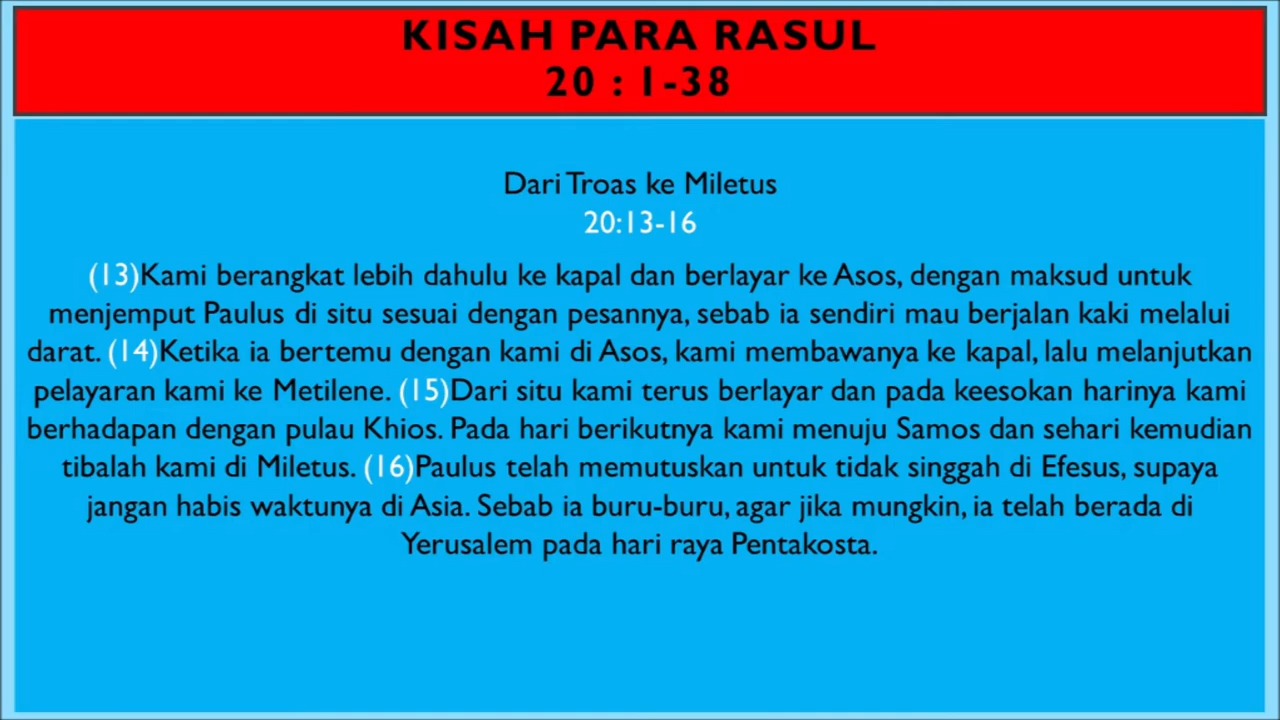 KISAH PARA RASUL
20 : 1-38
Dari Troas ke Miletus
20:13-16
(13)Kami berangkat lebih dahulu ke kapal dan berlayar ke Asos, dengan maksud untuk
menjemput Paulus di situ sesuai dengan pesannya, sebab ia sendiri mau berjalan kaki melalui
darat. (14)Ketika ia bertemu dengan kami di Asos, kami membawanya ke kapal, lalu melanjutkan
pelayaran kami ke Metilene. (15)Dari situ kami terus berlayar dan pada keesokan harinya kami
berhadapan dengan pulau Khios. Pada hari berikutnya kami menuju Samos dan sehari kemudian
tibalah kami di Miletus. (16)Paulus telah memutuskan untuk tidak singgah di Efesus, supaya
jangan habis waktunya di Asia. Sebab ia buru-buru, agar jika mungkin, ia telah berada di
Yerusalem pada hari raya Pentakosta.